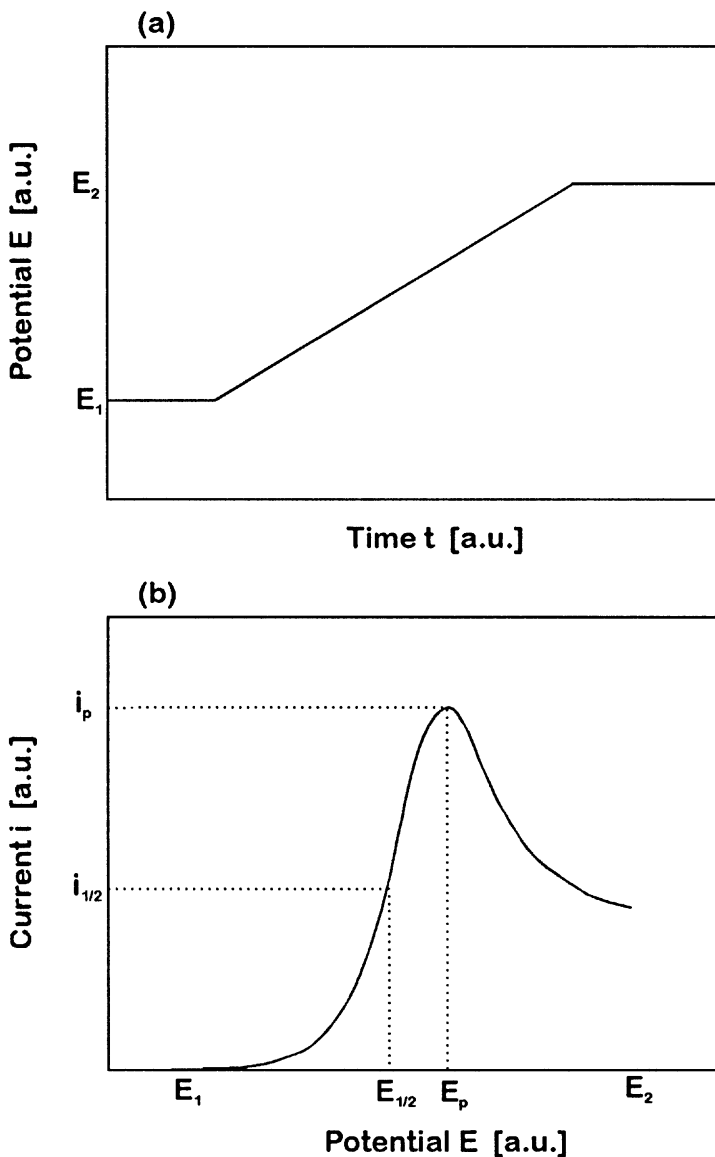 (a)
Potential E [a.u.]
E₂
E₁
Time t [a.u.]
(b)
Current i [a.u.]
iₚ
i₁/₂
E₁
E₁/₂
Eₚ
E₂
Potential E [a.u.]